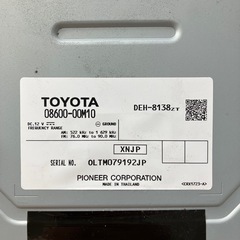 TOYOTA
08600-00M10
DEH-8138ZY
DC 12 V
GROUND
FREQUENCY RANGE
AM: 522 kHz to 1 629 kHz
FM: 76.0 MHz to 90.0 MHz
XNJP
SERIAL NO. OLTM079192JP
PIONEER CORPORATION
MADE IN THAILAND